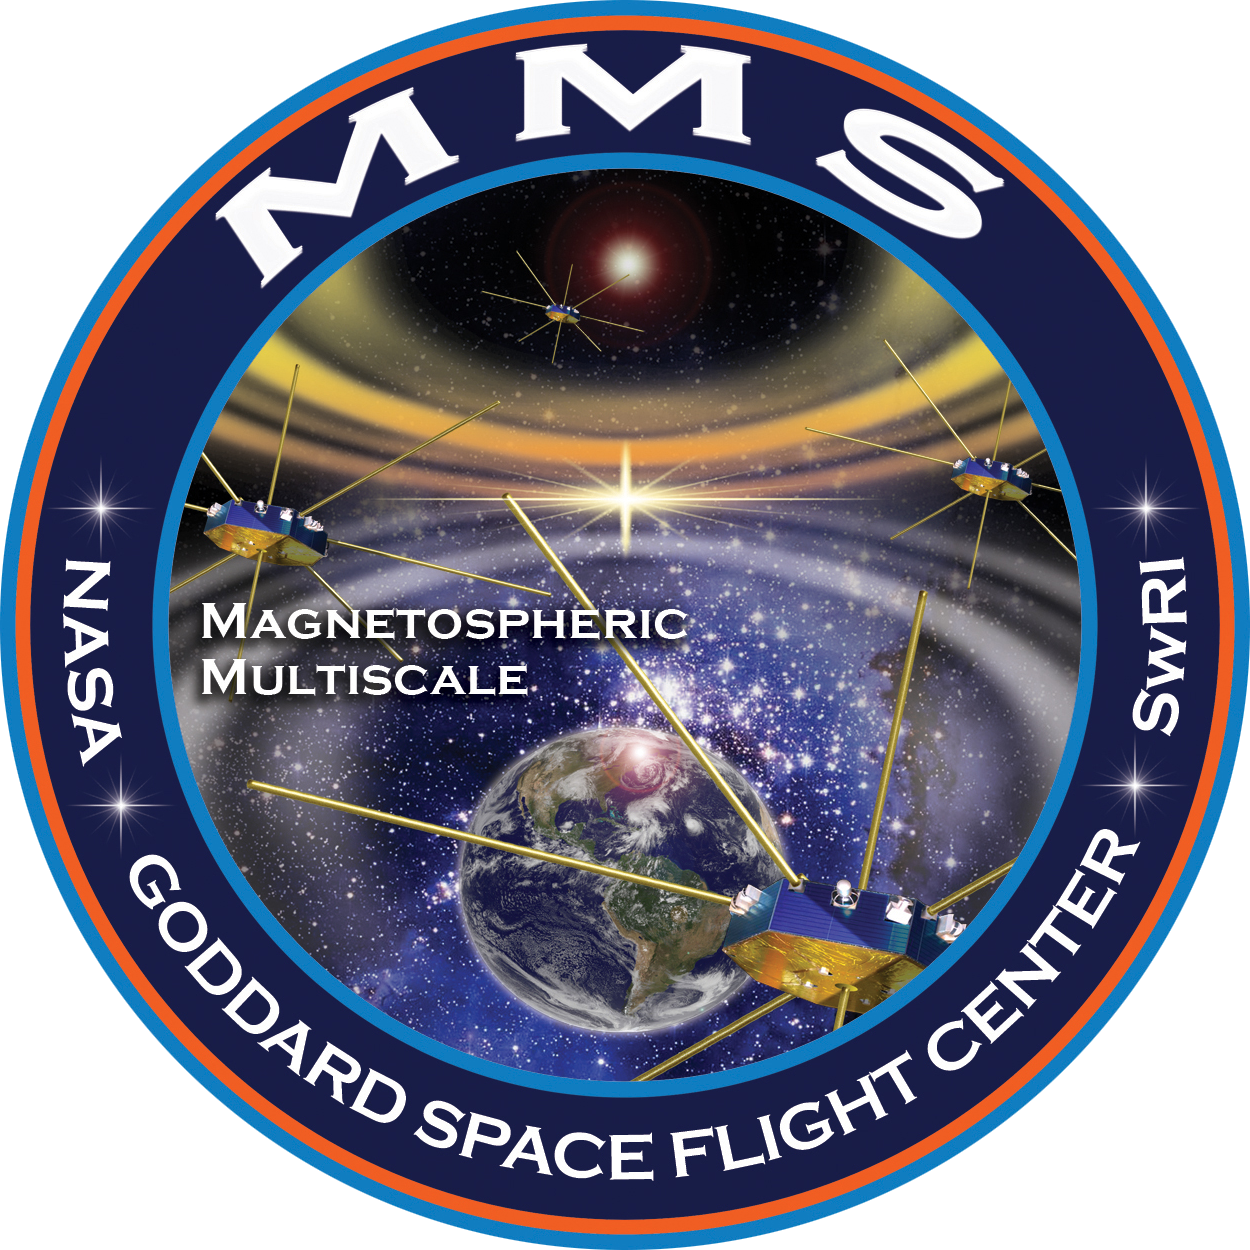 MMS
NASA
SwRI
MAGNETOSPHERIC
MULTISCALE
GODDARD SPACE FLIGHT CENTER